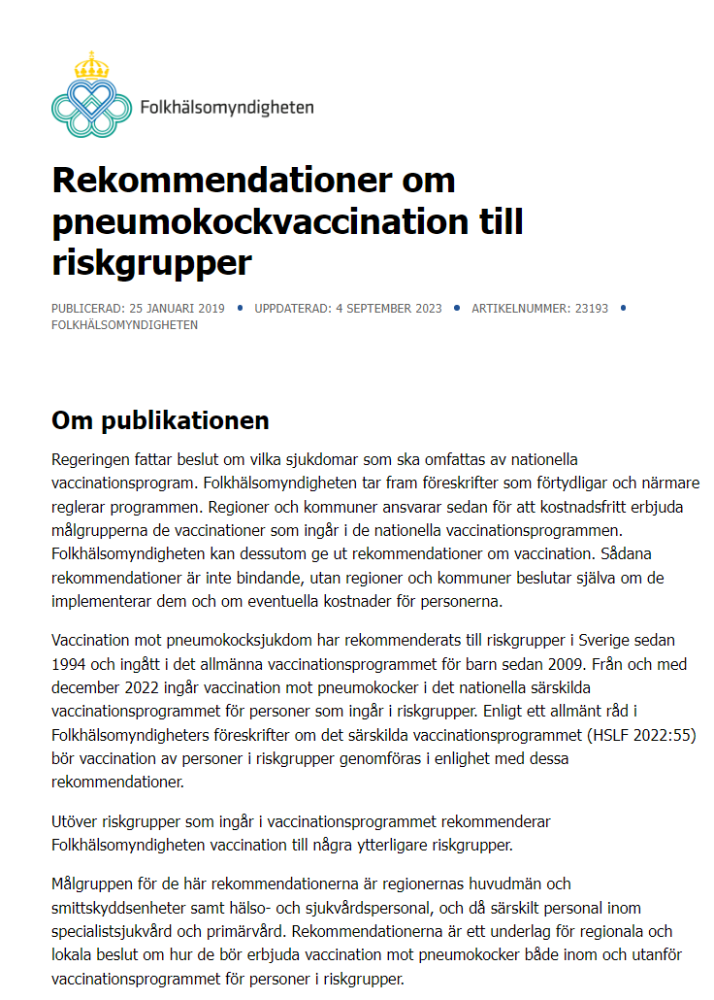 Folkhälsomyndigheten
Rekommendationer om
pneumokockvaccination till
riskgrupper
PUBLICERAD: 25 JANUARI 2019 • UPPDATERAD: 4 SEPTEMBER 2023 • ARTIKELNUMMER: 23193 •
FOLKHÄLSOMYNDIGHETEN
Om publikationen
Regeringen fattar beslut om vilka sjukdomar som ska omfattas av nationella
vaccinationsprogram. Folkhälsomyndigheten tar fram föreskrifter som förtydligar och närmare
reglerar programmen. Regioner och kommuner ansvarar sedan för att kostnadsfritt erbjuda
målgrupperna de vaccinationer som ingår i de nationella vaccinationsprogrammen.
Folkhälsomyndigheten kan dessutom ge ut rekommendationer om vaccination. Sådana
rekommendationer är inte bindande, utan regioner och kommuner beslutar själva om de
implementerar dem och om eventuella kostnader för personerna.
Vaccination mot pneumokocksjukdom har rekommenderats till riskgrupper i Sverige sedan
1994 och ingått i det allmänna vaccinationsprogrammet för barn sedan 2009. Från och med
december 2022 ingår vaccination mot pneumokocker i det nationella särskilda
vaccinationsprogrammet för personer som ingår i riskgrupper. Enligt ett allmänt råd i
Folkhälsomyndigheters föreskrifter om det särskilda vaccinationsprogrammet (HSLF 2022:55)
bör vaccination av personer i riskgrupper genomföras i enlighet med dessa
rekommendationer.
Utöver riskgrupper som ingår i vaccinationsprogrammet rekommenderar
Folkhälsomyndigheten vaccination till några ytterligare riskgrupper.
Målgruppen för de här rekommendationerna är regionernas huvudmän och
smittskyddsenheter samt hälso- och sjukvårdspersonal, och då särskilt personal inom
specialistsjukvård och primärvård. Rekommendationerna är ett underlag för regionala och
lokala beslut om hur de bör erbjuda vaccination mot pneumokocker både inom och utanför
vaccinationsprogrammet för personer i riskgrupper.